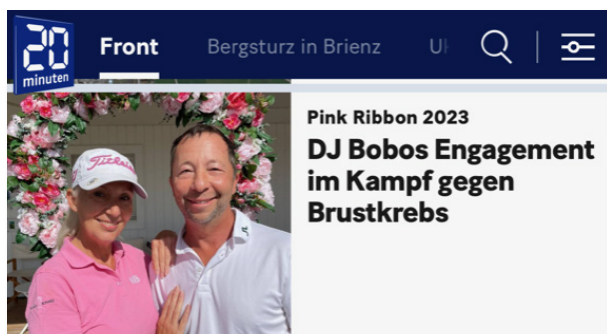 20
minuten
Front
Bergsturz in Brienz
Pink Ribbon 2023
DJ Bobos Engagement
im Kampf gegen
Brustkrebs
Titleist